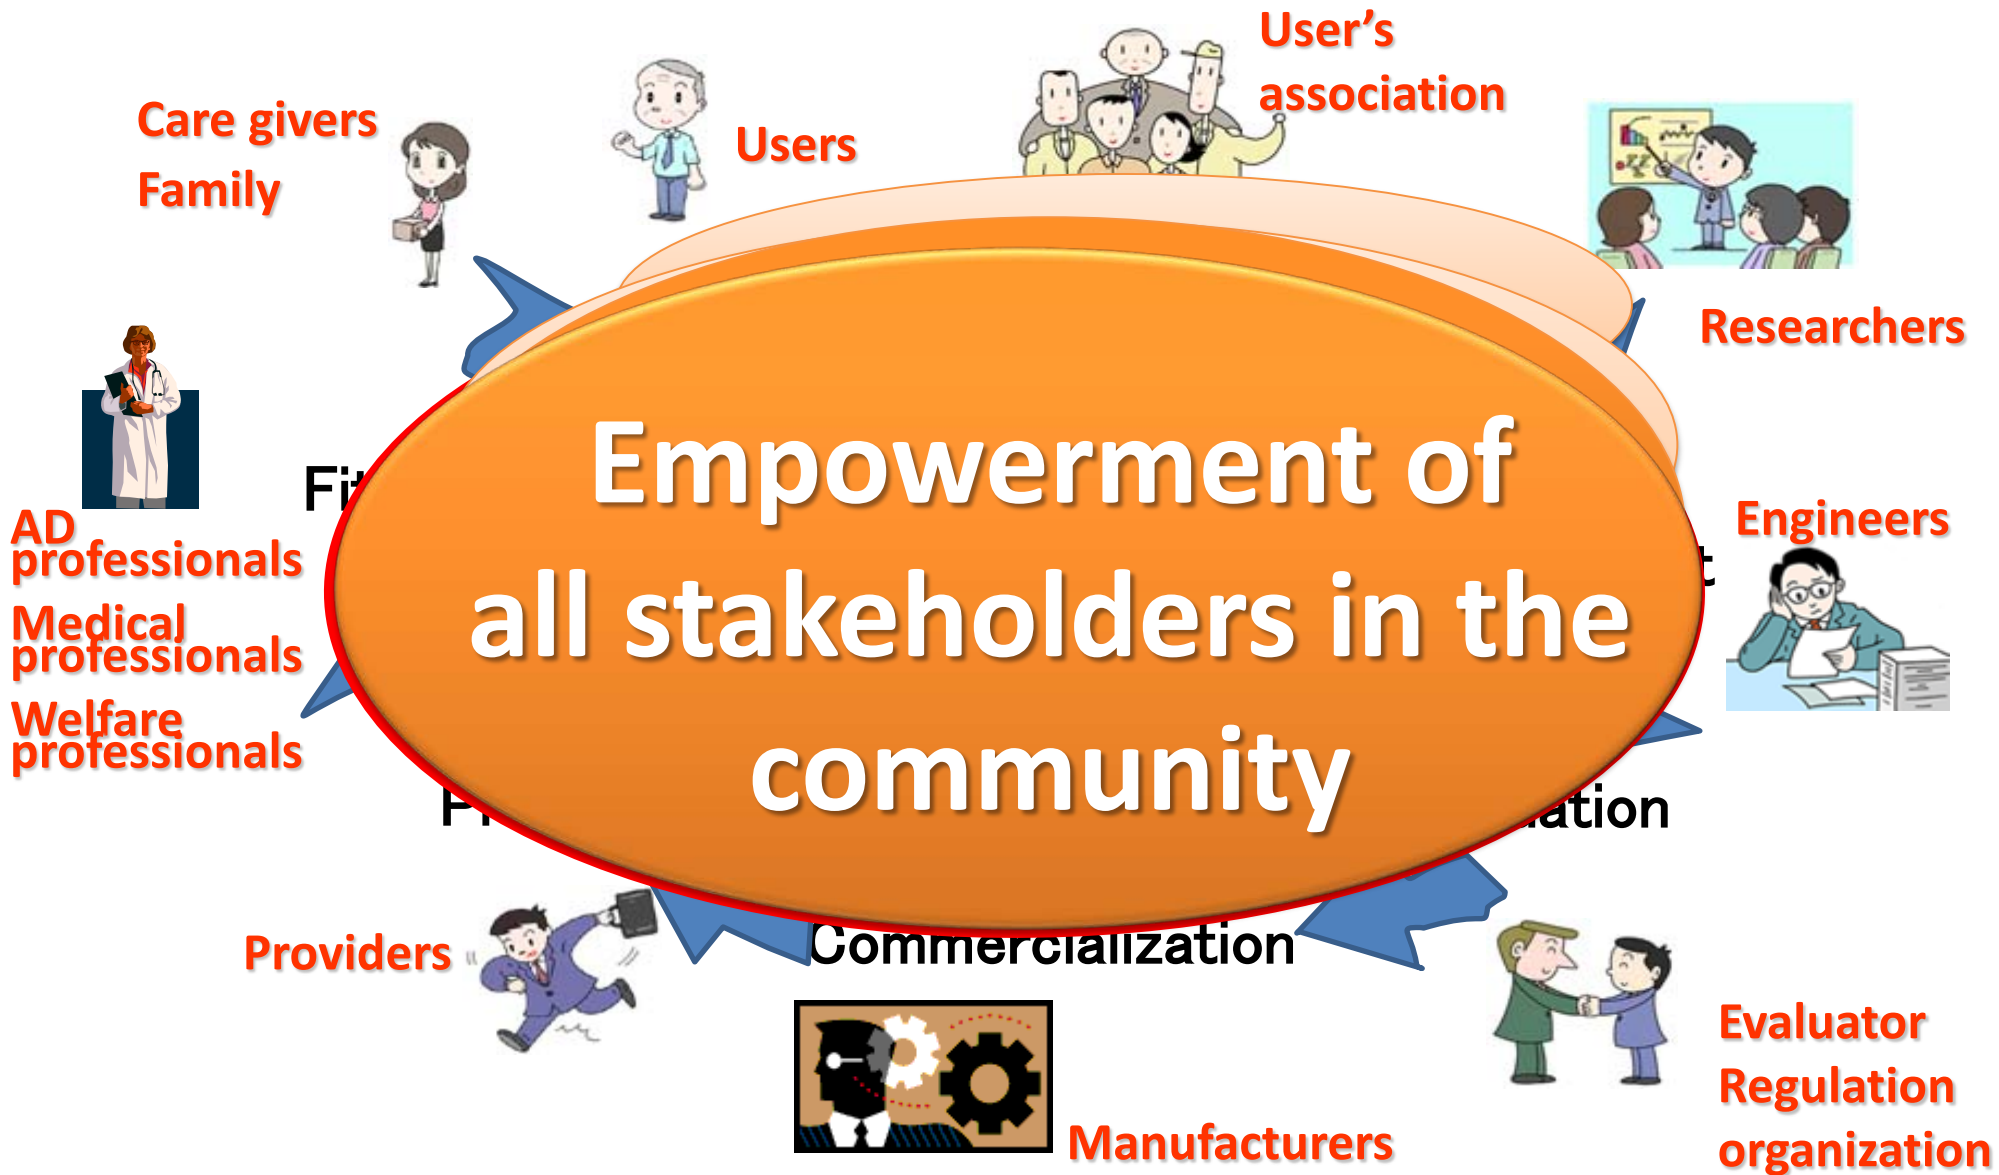 User’s
association
Care givers
Family
Users
Researchers
Empowerment of
all stakeholders in the
community
AD
professionals
Medical
professionals
Welfare
professionals
Engineers
Commercialization
Providers
Manufacturers
Evaluator
Regulation
organization